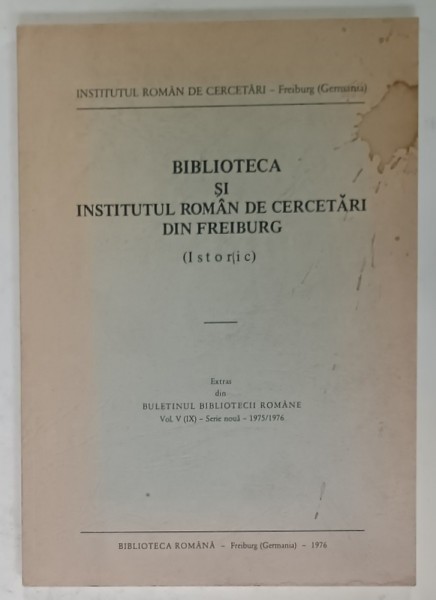 INSTITUTUL ROMÂN DE CERCETĂRI – Freiburg (Germania)
BIBLIOTECA
ȘI
INSTITUTUL ROMÂN DE CERCETĂRI
DIN FREIBURG
(Istoric)
Extras
din
BULETINUL BIBLIOTECII ROMÂNE
Vol. V (IX) – Serie nouă – 1975/1976
BIBLIOTECA ROMÂNĂ – Freiburg (Germania) – 1976